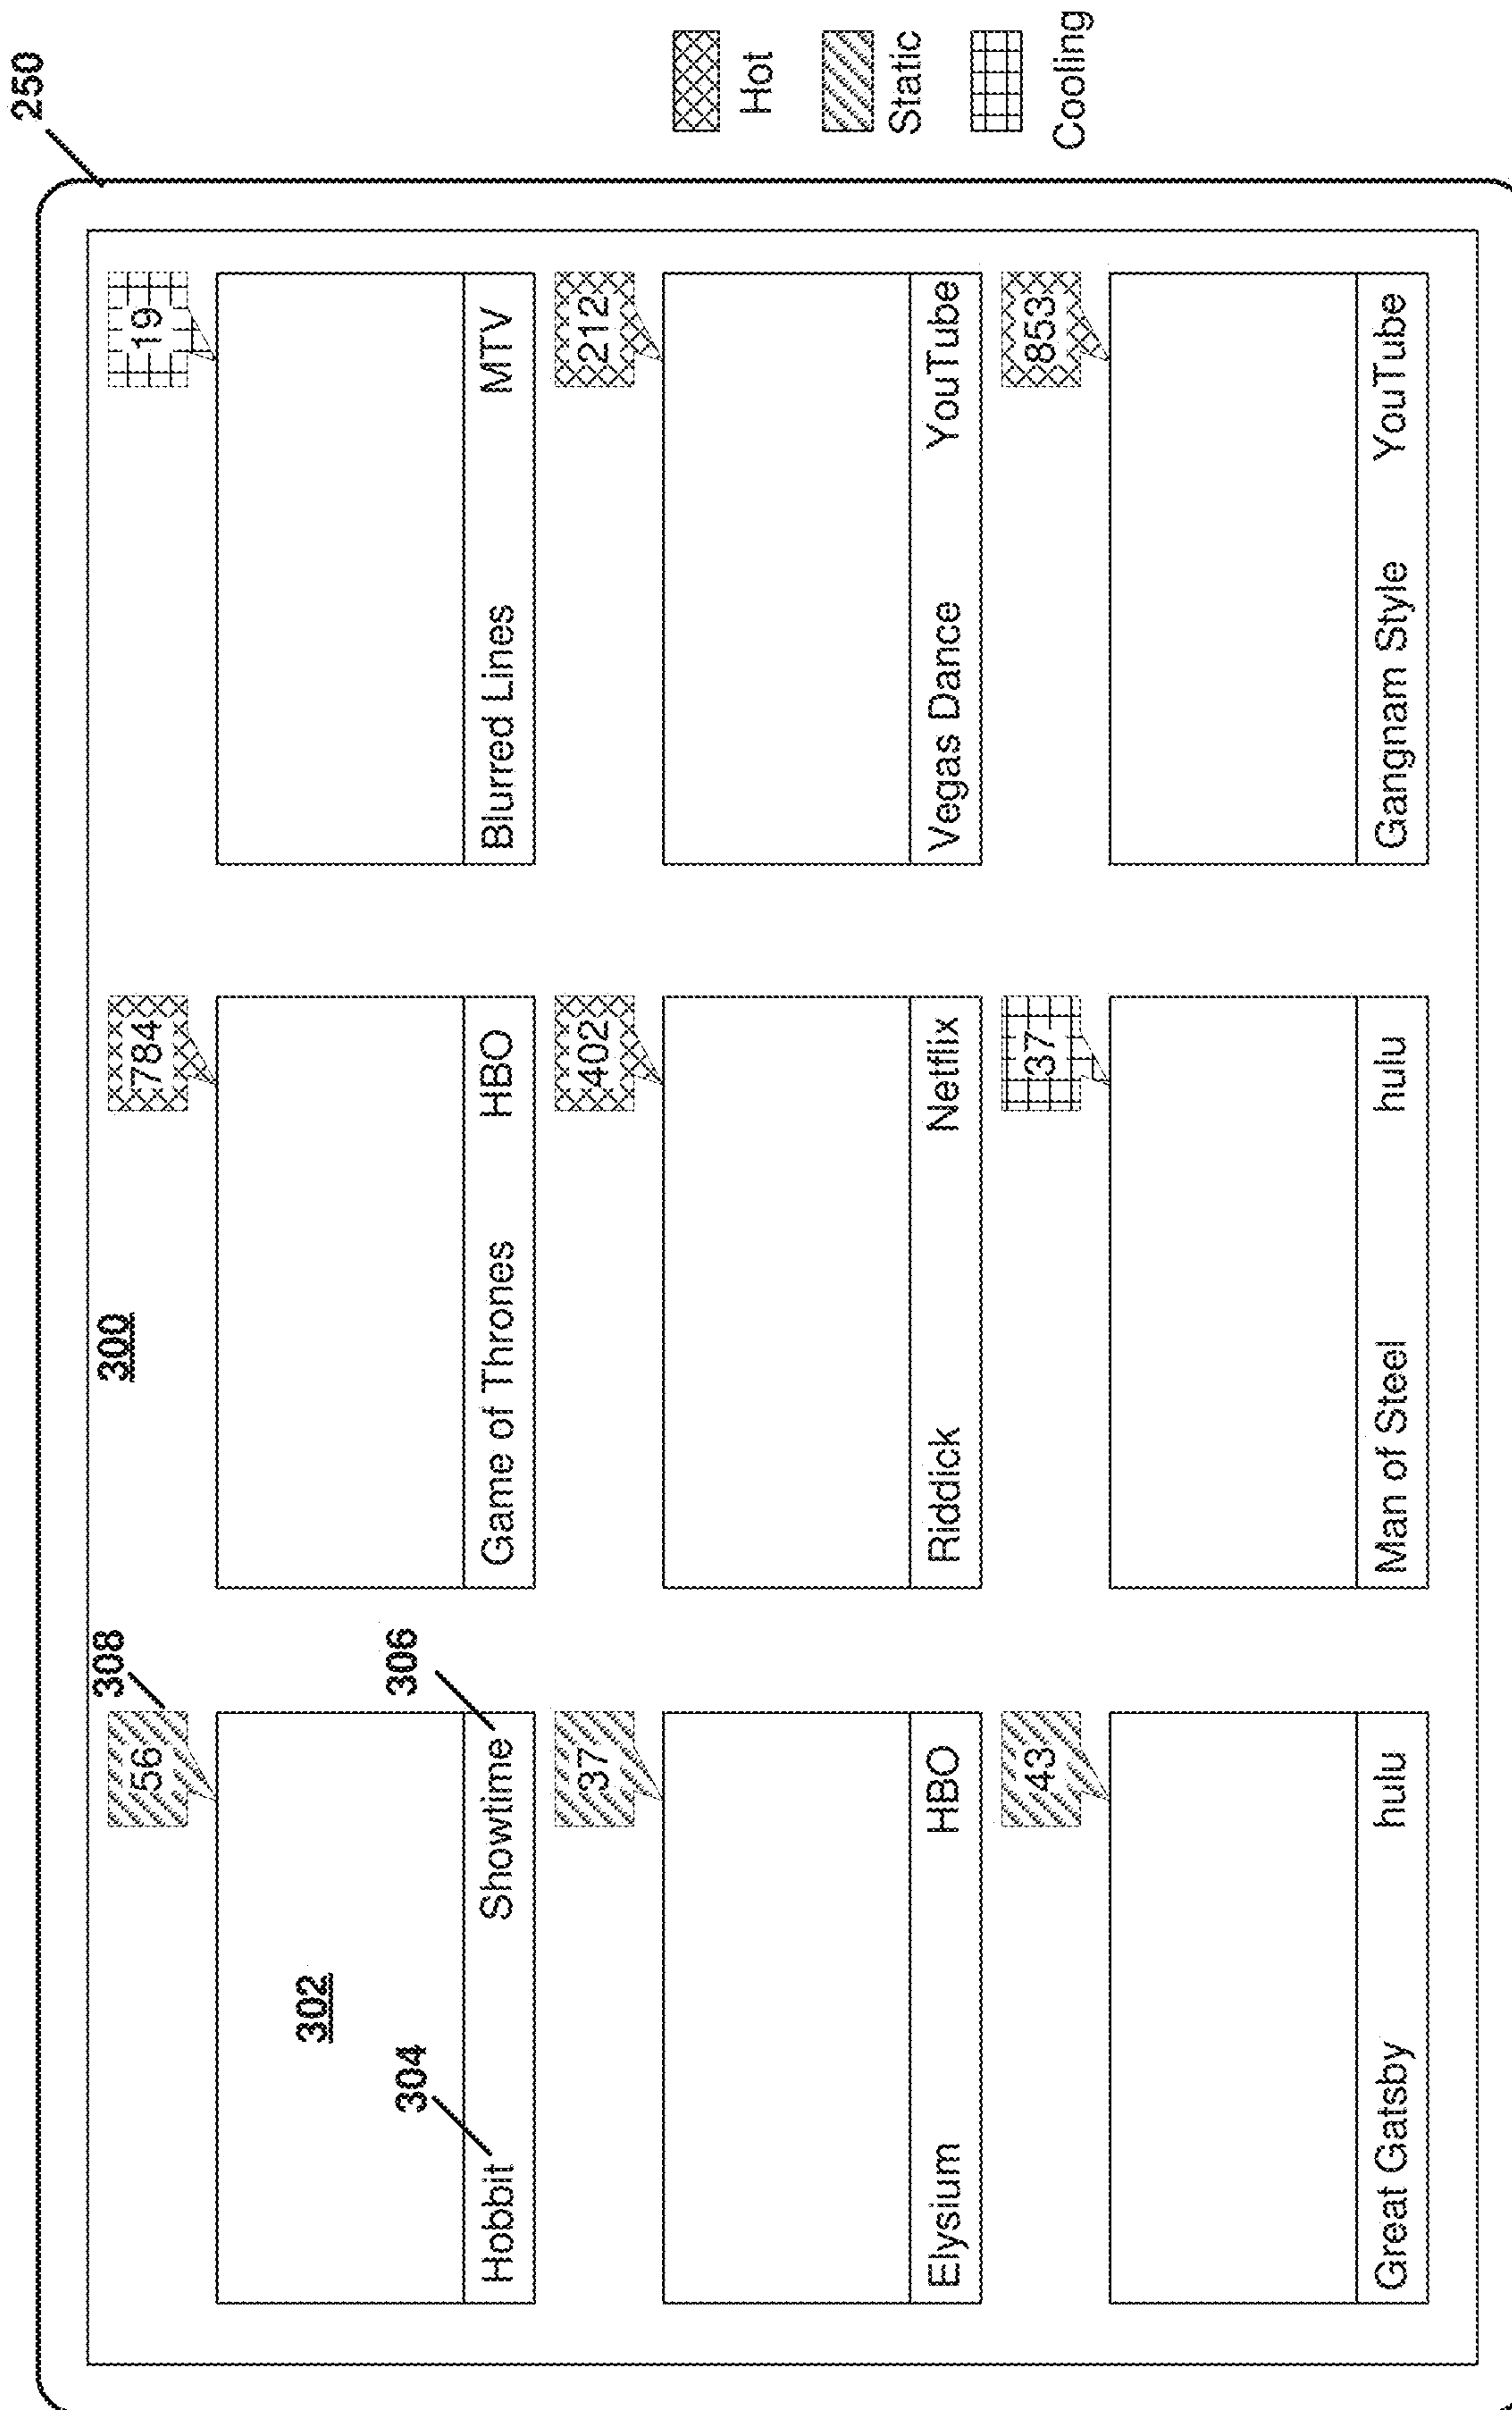 250
300
308
56
784
19
302
304
306
Hobbit Showtime
Game of Thrones HBO
Blurred Lines MTV
37
402
212
Elysium HBO
Riddick Netflix
Vegas Dance YouTube
43
37
853
Great Gatsby hulu
Man of Steel hulu
Gangnam Style YouTube
Hot
Static
Cooling